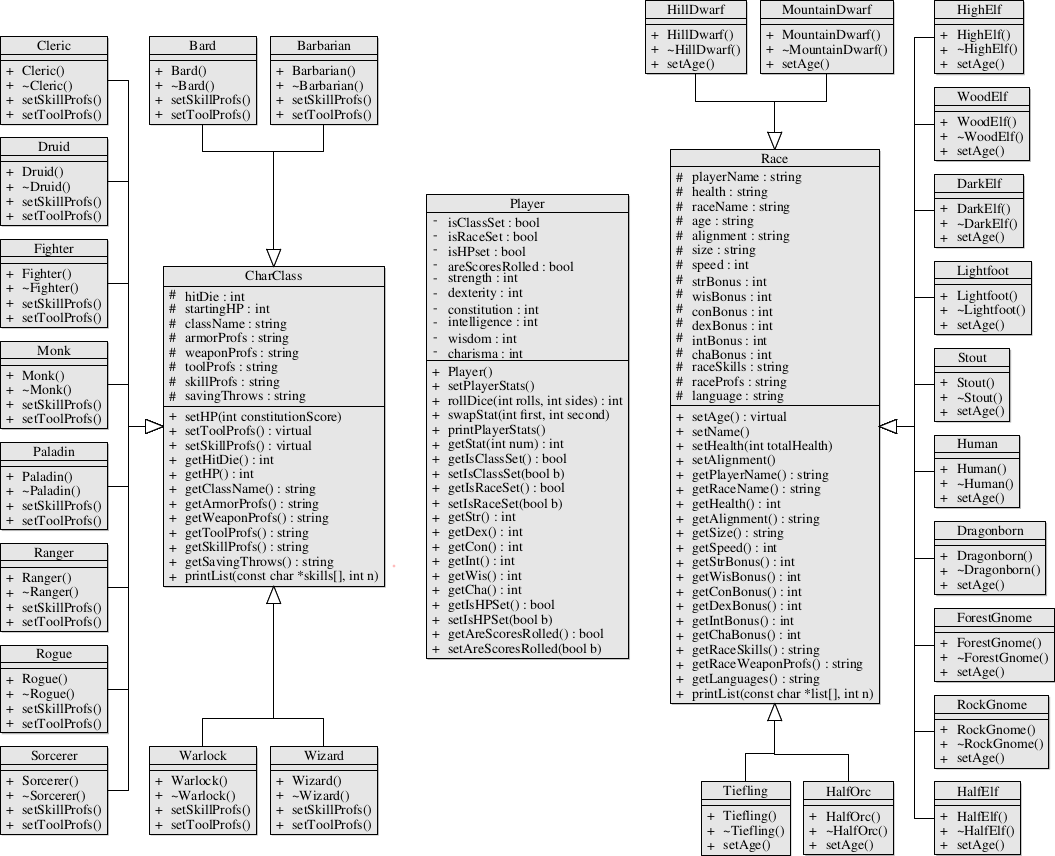 Cleric
+ Cleric()
+ ~Cleric()
+ setSkillProfs()
+ setToolProfs()
Druid
+ Druid()
+ ~Druid()
+ setSkillProfs()
+ setToolProfs()
Fighter
+ Fighter()
+ ~Fighter()
+ setSkillProfs()
+ setToolProfs()
Monk
+ Monk()
+ ~Monk()
+ setSkillProfs()
+ setToolProfs()
Paladin
+ Paladin()
+ ~Paladin()
+ setSkillProfs()
+ setToolProfs()
Ranger
+ Ranger()
+ ~Ranger()
+ setSkillProfs()
+ setToolProfs()
Rogue
+ Rogue()
+ ~Rogue()
+ setSkillProfs()
+ setToolProfs()
Sorcerer
+ Sorcerer()
+ ~Sorcerer()
+ setSkillProfs()
+ setToolProfs()
Bard
+ Bard()
+ ~Bard()
+ setSkillProfs()
+ setToolProfs()
Barbarian
+ Barbarian()
+ ~Barbarian()
+ setSkillProfs()
+ setToolProfs()
CharClass
# hitDie : int
# startingHP : int
# className : string
# armorProfs : string
# weaponProfs : string
# toolProfs : string
# skillProfs : string
# savingThrows : string
+ setHP(int constitutionScore)
+ setToolProfs() : virtual
+ setSkillProfs() : virtual
+ getHitDie() : int
+ getHP() : int
+ getClassName() : string
+ getArmorProfs() : string
+ getWeaponProfs() : string
+ getToolProfs() : string
+ getSkillProfs() : string
+ getSavingThrows() : string
+ printList(const char *skills[], int n)
Warlock
+ Warlock()
+ ~Warlock()
+ setSkillProfs()
+ setToolProfs()
Wizard
+ Wizard()
+ ~Wizard()
+ setSkillProfs()
+ setToolProfs()
Player
- isClassSet : bool
- isRaceSet : bool
- isHPset : bool
- areScoresRolled : bool
- strength : int
- dexterity : int
- constitution : int
- intelligence : int
- wisdom : int
- charisma : int
+ Player()
+ setPlayerStats()
+ rollDice(int rolls, int sides) : int
+ swapStat(int first, int second)
+ printPlayerStats()
+ getStat(int num) : int
+ getIsClassSet() : bool
+ setIsClassSet(bool b)
+ getIsRaceSet() : bool
+ setIsRaceSet(bool b)
+ getStr() : int
+ getDex() : int
+ getCon() : int
+ getInt() : int
+ getWis() : int
+ getCha() : int
+ getIsHPSet() : bool
+ setIsHPSet(bool b)
+ getAreScoresRolled() : bool
+ setAreScoresRolled(bool b)
HillDwarf
+ HillDwarf()
+ ~HillDwarf()
+ setAge()
MountainDwarf
+ MountainDwarf()
+ ~MountainDwarf()
+ setAge()
Race
# playerName : string
# health : string
# raceName : string
# age : string
# alignment : string
# size : string
# speed : int
# strBonus : int
# wisBonus : int
# conBonus : int
# dexBonus : int
# intBonus : int
# chaBonus : int
# raceSkills : string
# raceProfs : string
# language : string
+ setAge() : virtual
+ setName()
+ setHealth(int totalHealth)
+ setAlignment()
+ getPlayerName() : string
+ getRaceName() : string
+ getHealth() : int
+ getAlignment() : string
+ getSize() : string
+ getSpeed() : int
+ getStrBonus() : int
+ getWisBonus() : int
+ getConBonus() : int
+ getDexBonus() : int
+ getIntBonus() : int
+ getChaBonus() : int
+ getRaceSkills() : string
+ getRaceWeaponProfs() : string
+ getLanguages() : string
+ printList(const char *list[], int n)
Tiefling
+ Tiefling()
+ ~Tiefling()
+ setAge()
HalfOrc
+ HalfOrc()
+ ~HalfOrc()
+ setAge()
HighElf
+ HighElf()
+ ~HighElf()
+ setAge()
WoodElf
+ WoodElf()
+ ~WoodElf()
+ setAge()
DarkElf
+ DarkElf()
+ ~DarkElf()
+ setAge()
Lightfoot
+ Lightfoot()
+ ~Lightfoot()
+ setAge()
Stout
+ Stout()
+ ~Stout()
+ setAge()
Human
+ Human()
+ ~Human()
+ setAge()
Dragonborn
+ Dragonborn()
+ ~Dragonborn()
+ setAge()
ForestGnome
+ ForestGnome()
+ ~ForestGnome()
+ setAge()
RockGnome
+ RockGnome()
+ ~RockGnome()
+ setAge()
HalfElf
+ HalfElf()
+ ~HalfElf()
+ setAge()